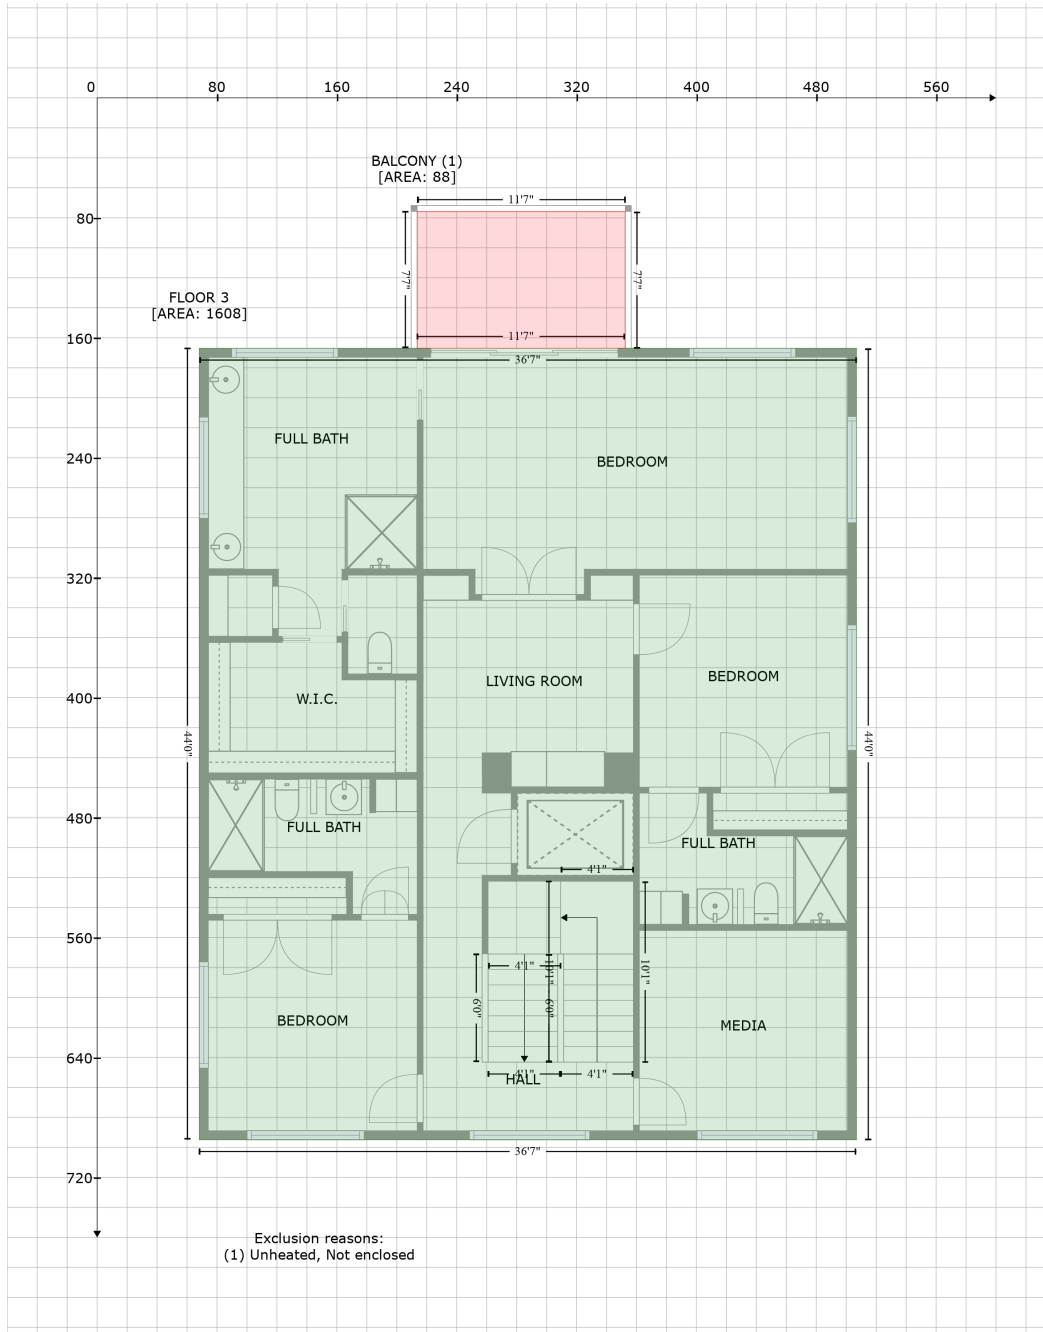 0
80
160
240
320
400
480
560
BALCONY (1)
[AREA: 88]
11'7"
80
7'7"
7'7"
FLOOR 3
[AREA: 1608]
11'7"
160
36'7"
FULL BATH
240
BEDROOM
320
LIVING ROOM
BEDROOM
W.I.C.
400
44'0"
44'0"
480
FULL BATH
FULL BATH
4'1"
560
4'1"
10'1"
10'1"
6'0"
6'0"
BEDROOM
MEDIA
640
4'1"
4'1"
HALL
36'7"
720
Exclusion reasons:
(1) Unheated, Not enclosed